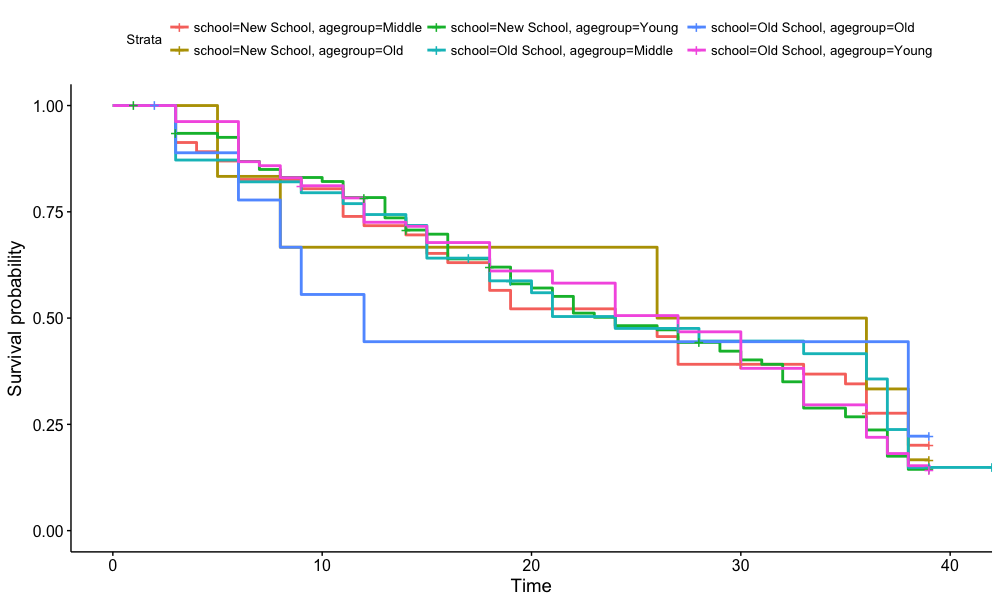 Strata
school=New School, agegroup=Middle school=New School, agegroup=Young school=Old School, agegroup=Old
school=New School, agegroup=Old school=Old School, agegroup=Middle school=Old School, agegroup=Young
Survival probability
1.00
0.75
0.50
0.25
0.00
0 10 20 30 40
Time